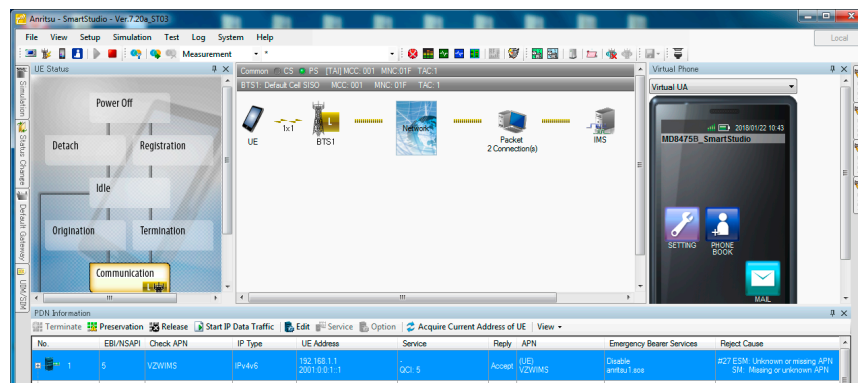 Anritsu - SmartStudio - Ver.7.20a_ST03
File View Setup Simulation Test Log System Help
Measurement - *
Local
UE Status
Common CS PS [TAI] MCC: 001 MNC:01F TAC:1
Virtual Phone
BTS1: Default Cell SISO MCC: 001 MNC: 01F TAC: 1
Virtual UA
Simulation
Status Change
Default Gateway
UIM/SIM
Power Off
Detach
Registration
Idle
Origination
Termination
Communication
L
UE
1x1
L
BTS1
Network
Packet
2 Connection(s)
IMS
2018/01/22 10:43
MD8475B_SmartStudio
SETTING
PHONE
BOOK
MAIL
PDN Information
Terminate Preservation Release Start IP Data Traffic Edit Service Option Acquire Current Address of UE View
No. EBI/NSAPI Check APN IP Type UE Address Service Reply APN Emergency Bearer Services Reject Cause
1 5 VZWIMS IPv4v6 192.168.1.1 - Accept (UE) Disable #27 ESM: Unknown or missing APN
2001:0:0:1::1 QCI: 5 VZWIMS anritsu1.sos SM: Missing or unknown APN